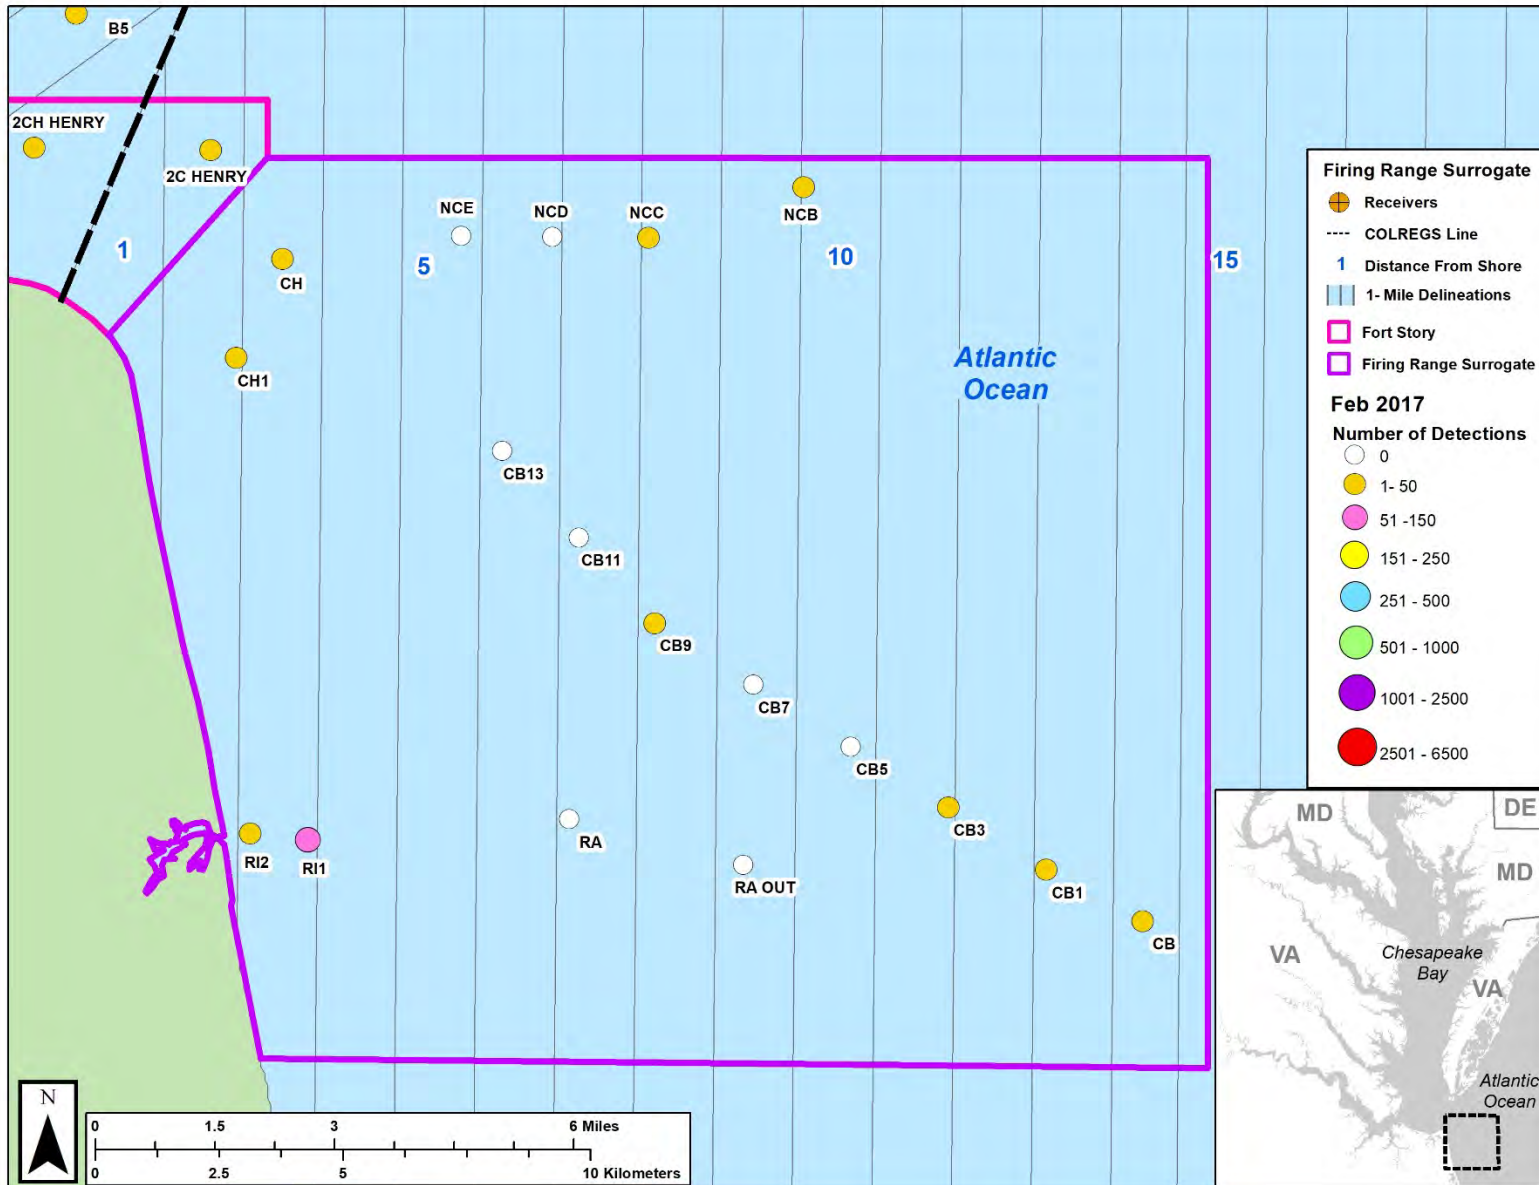 B5
2CH HENRY
2C HENRY
1
CH
NCE
NCD
NCC
NCB
5
10
15
CH1
Atlantic
Ocean
CB13
CB11
CB9
CB7
CB5
CB3
CB1
CB
RI2
RI1
RA
RA OUT
N
0 1.5 3 6 Miles
0 2.5 5 10 Kilometers
Firing Range Surrogate
Receivers
COLREGS Line
1 Distance From Shore
1- Mile Delineations
Fort Story
Firing Range Surrogate
Feb 2017
Number of Detections
0
1- 50
51 -150
151 - 250
251 - 500
501 - 1000
1001 - 2500
2501 - 6500
MD
DE
MD
VA
Chesapeake
Bay
VA
Atlantic
Ocean